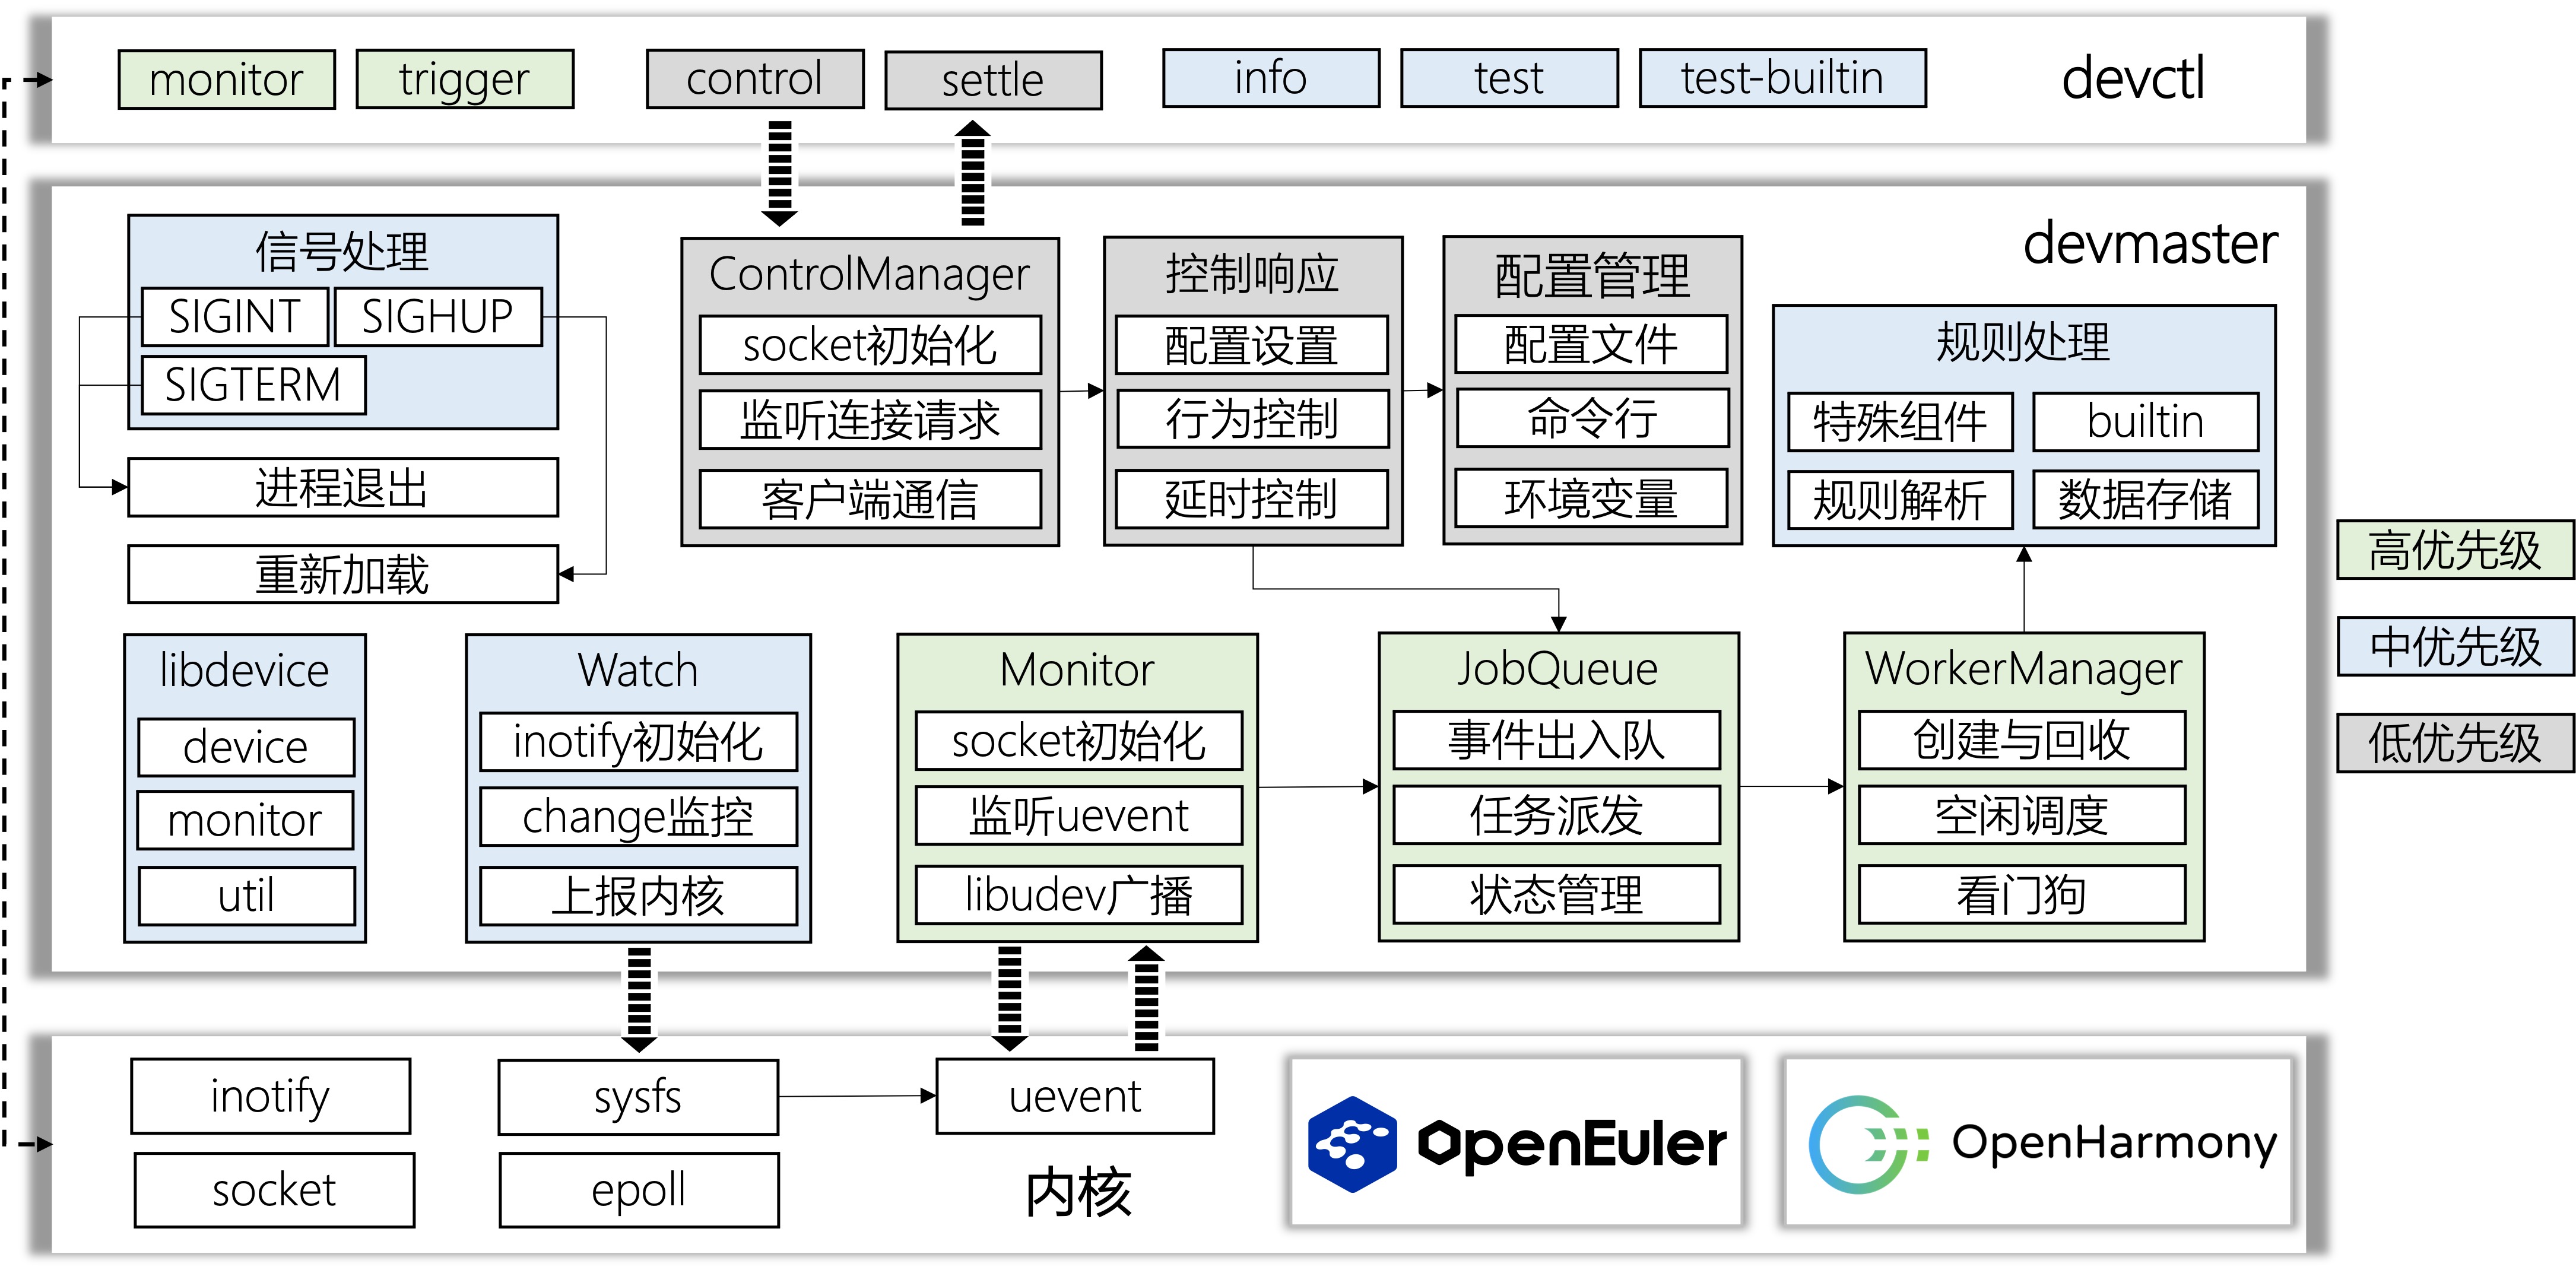 monitor
trigger
control
settle
info
test
test-builtin
devctl
devmaster
信号处理
SIGINT
SIGHUP
SIGTERM
进程退出
重新加载
ControlManager
socket初始化
监听连接请求
客户端通信
控制响应
配置设置
行为控制
延时控制
配置管理
配置文件
命令行
环境变量
规则处理
特殊组件
builtin
规则解析
数据存储
libdevice
device
monitor
util
Watch
inotify初始化
change监控
上报内核
Monitor
socket初始化
监听uevent
libudev广播
JobQueue
事件出入队
任务派发
状态管理
WorkerManager
创建与回收
空闲调度
看门狗
高优先级
中优先级
低优先级
inotify
sysfs
uevent
socket
epoll
内核
OpenEuler
OpenHarmony